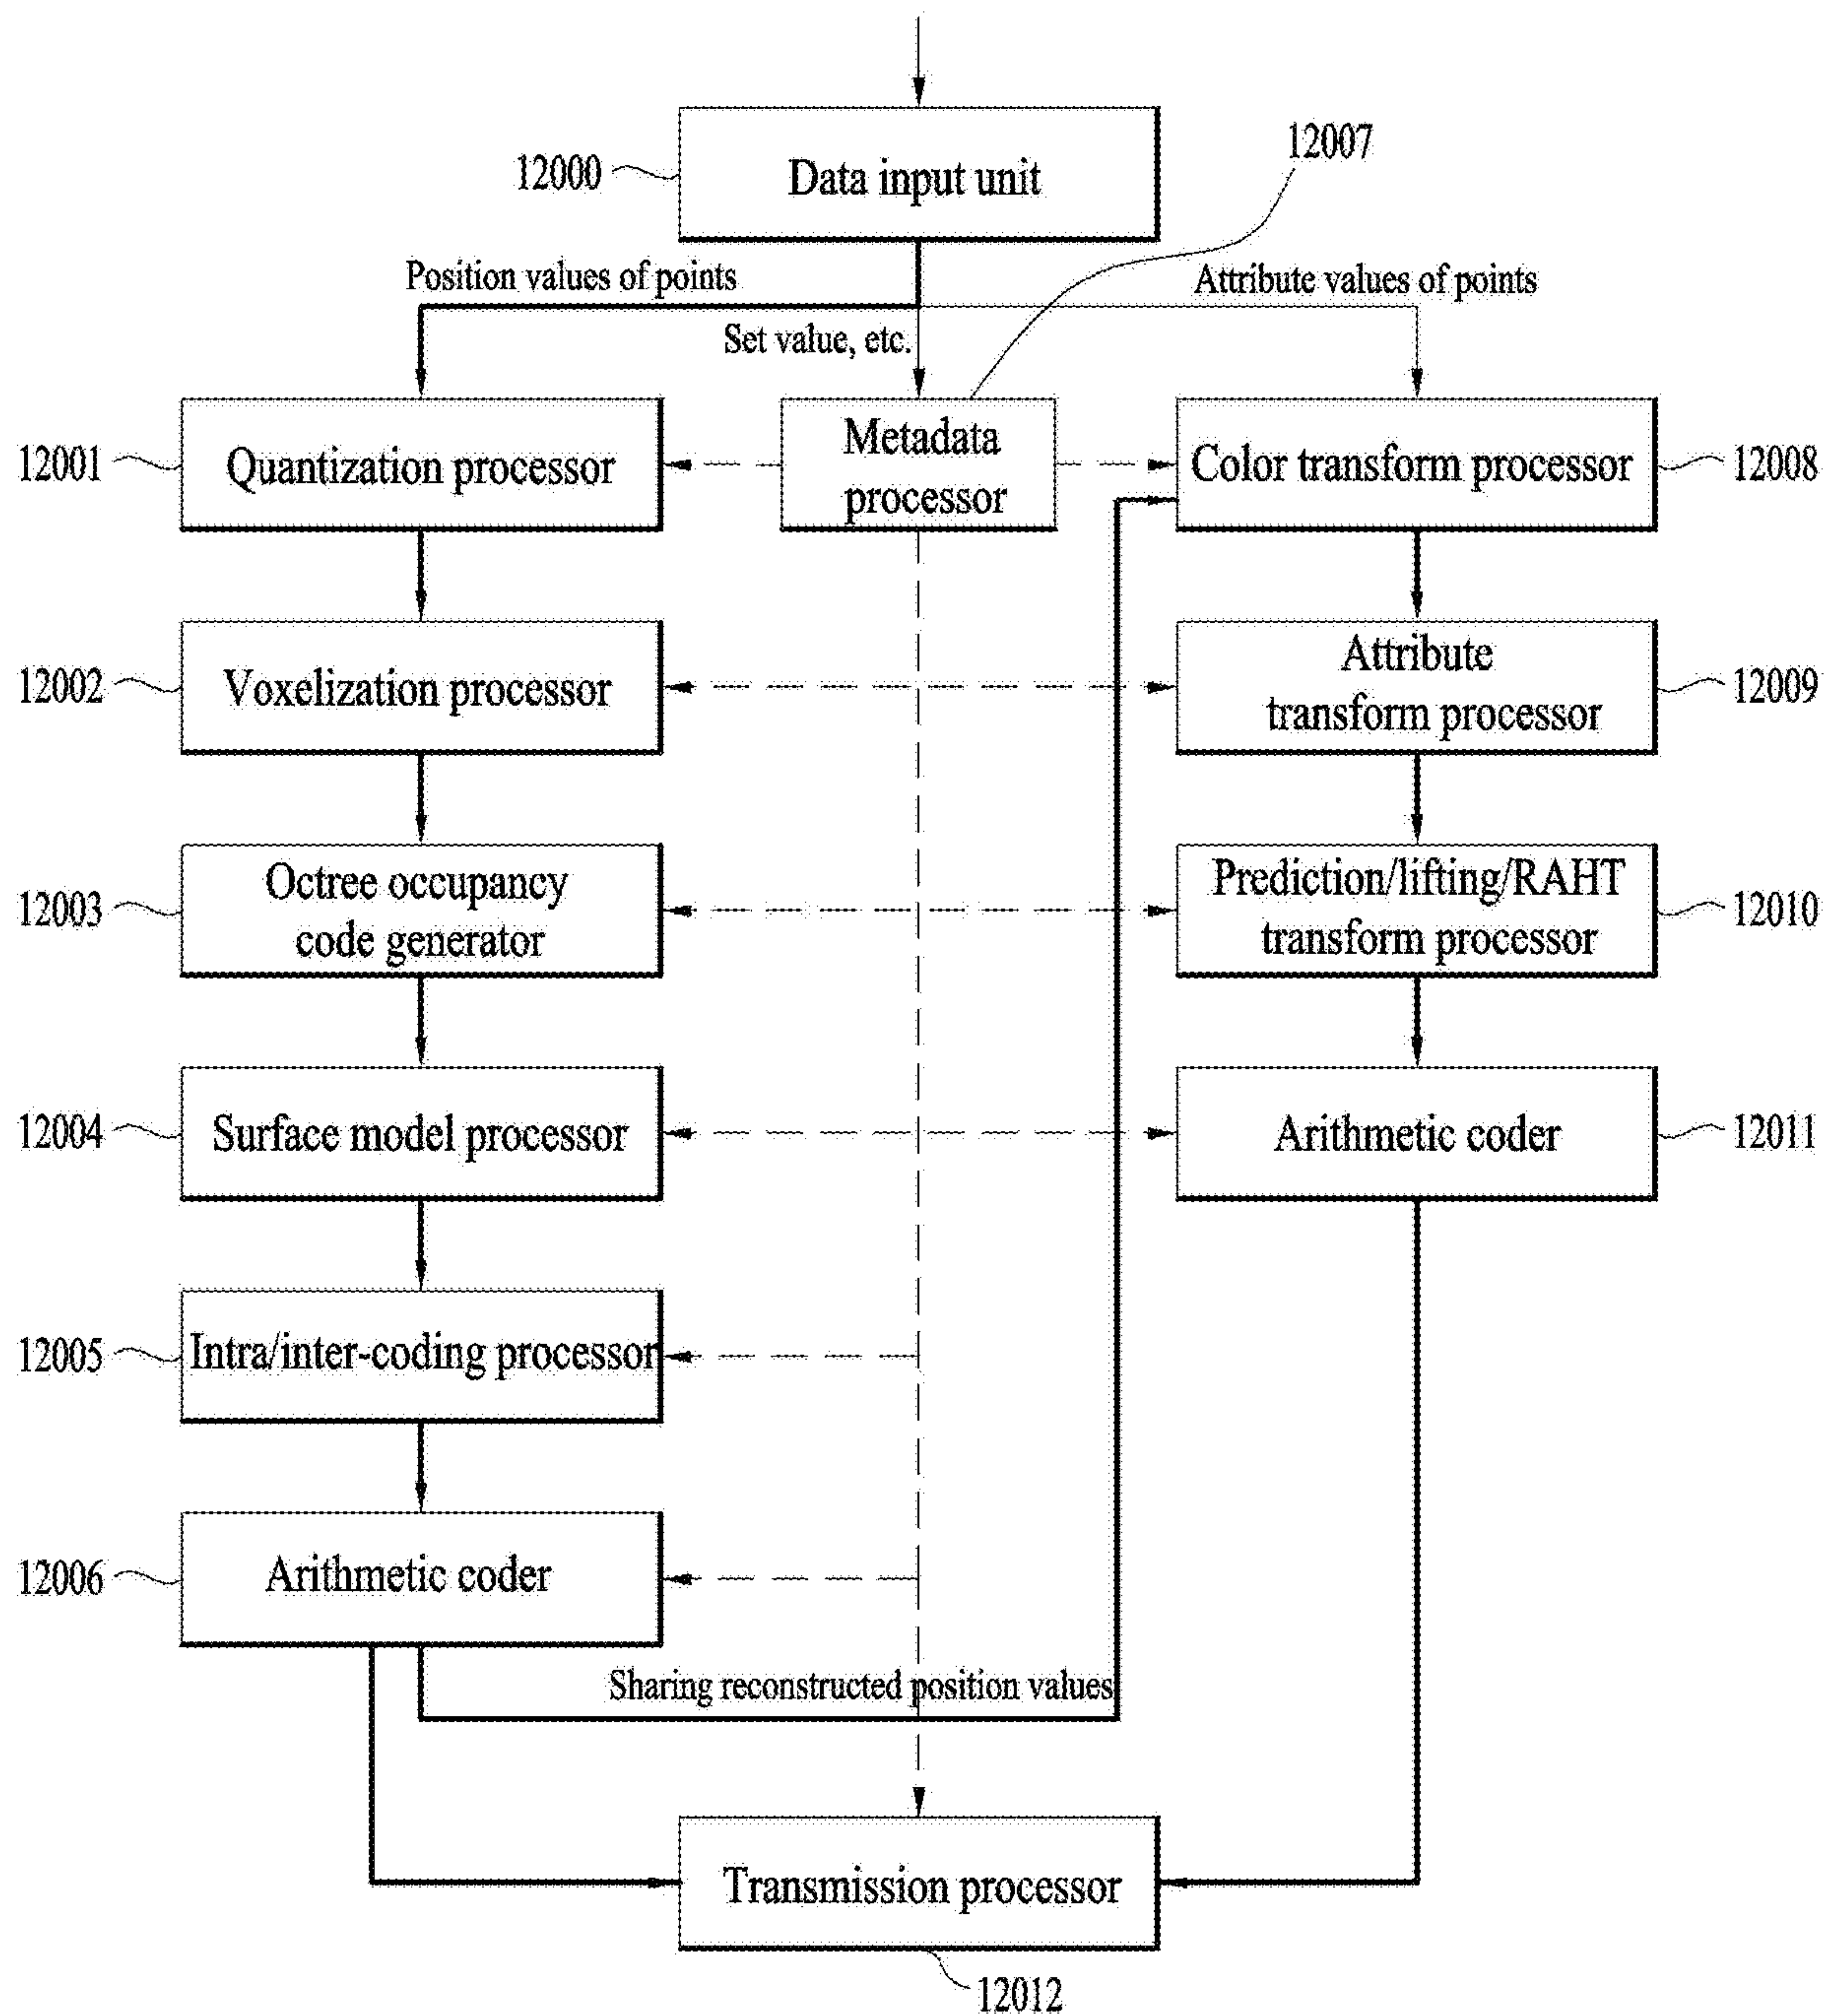 12007
12000
Data input unit
Position values of points
Attribute values of points
Set value, etc.
12001
Quantization processor
Metadata
processor
Color transform processor
12008
12002
Voxelization processor
Attribute
transform processor
12009
12003
Octree occupancy
code generator
Prediction/lifting/RAHT
transform processor
12010
12004
Surface model processor
Arithmetic coder
12011
12005
Intra/inter-coding processor
12006
Arithmetic coder
Sharing reconstructed position values
Transmission processor
12012